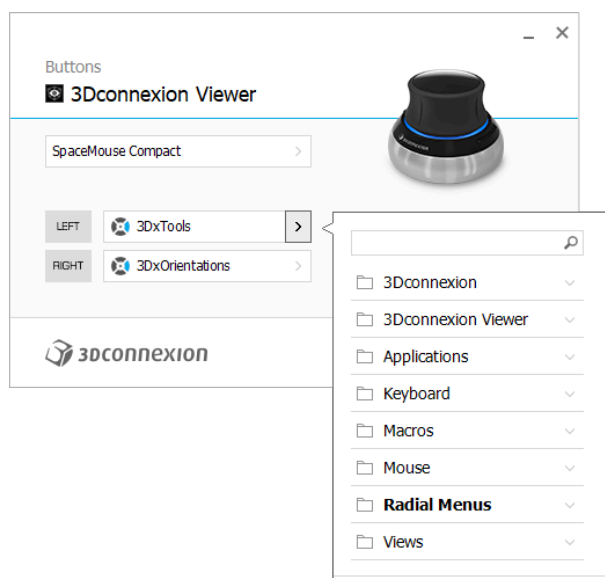 Buttons
3Dconnexion Viewer
SpaceMouse Compact
LEFT
3DxTools
RIGHT
3DxOrientations
3Dconnexion
3Dconnexion
3Dconnexion Viewer
Applications
Keyboard
Macros
Mouse
Radial Menus
Views